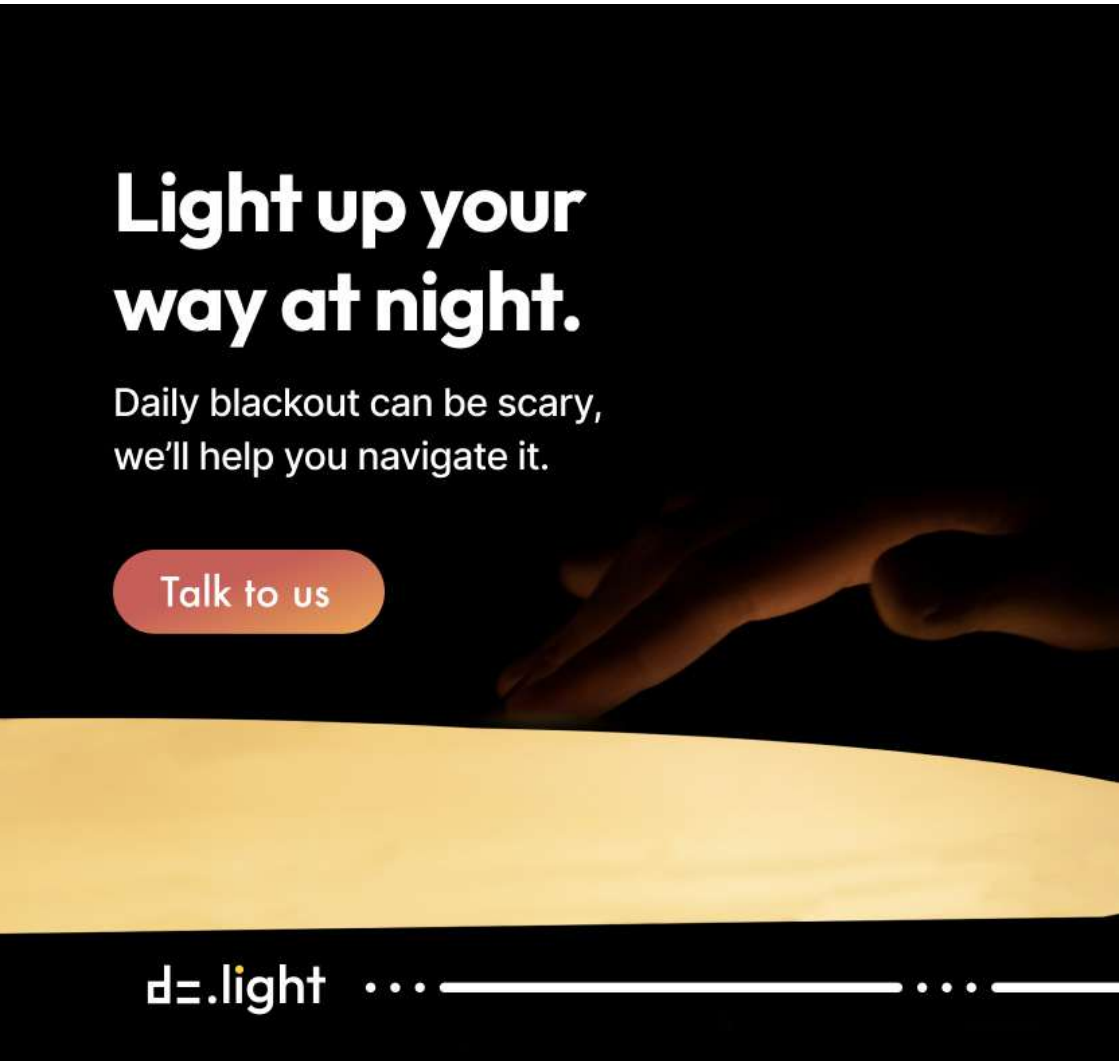 Light up your
way at night.
Daily blackout can be scary,
we’ll help you navigate it.
Talk to us
de.light